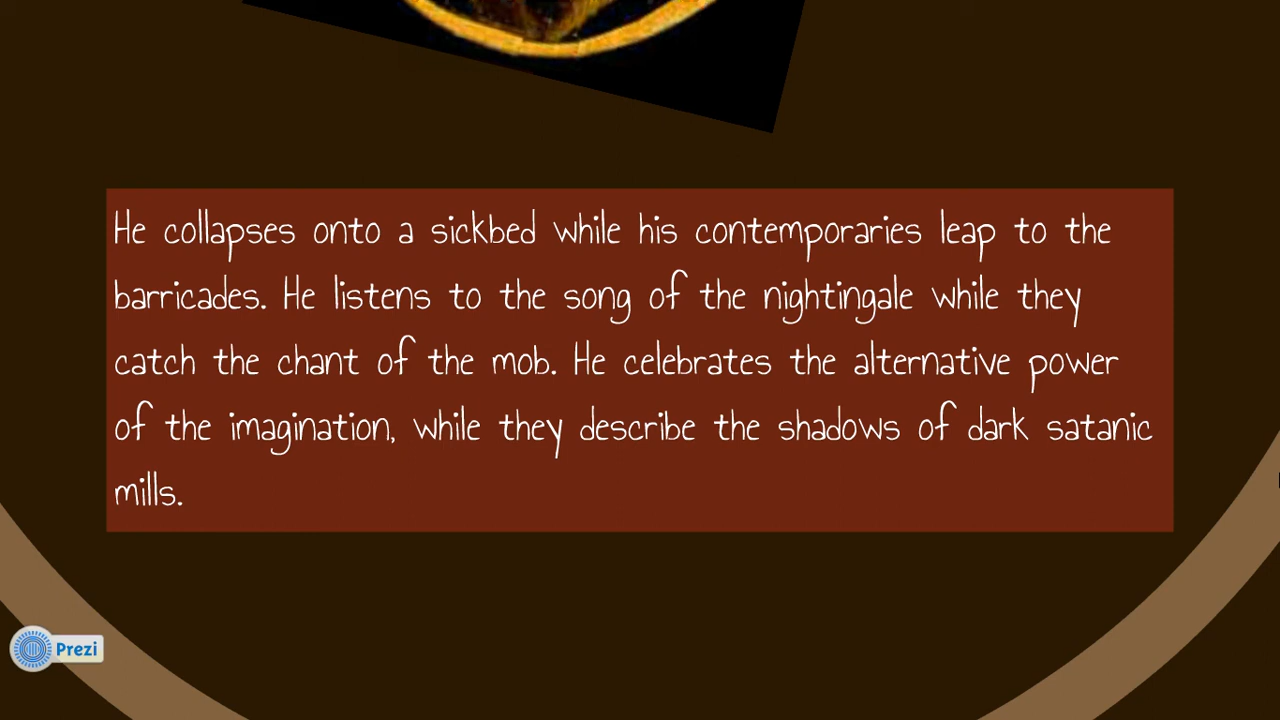 He collapses onto a sickbed while his contemporaries leap to the
barricades. He listens to the song of the nightingale while they
catch the chant of the mob. He celebrates the alternative power
of the imagination, while they describe the shadows of dark satanic
mills.
Prezi